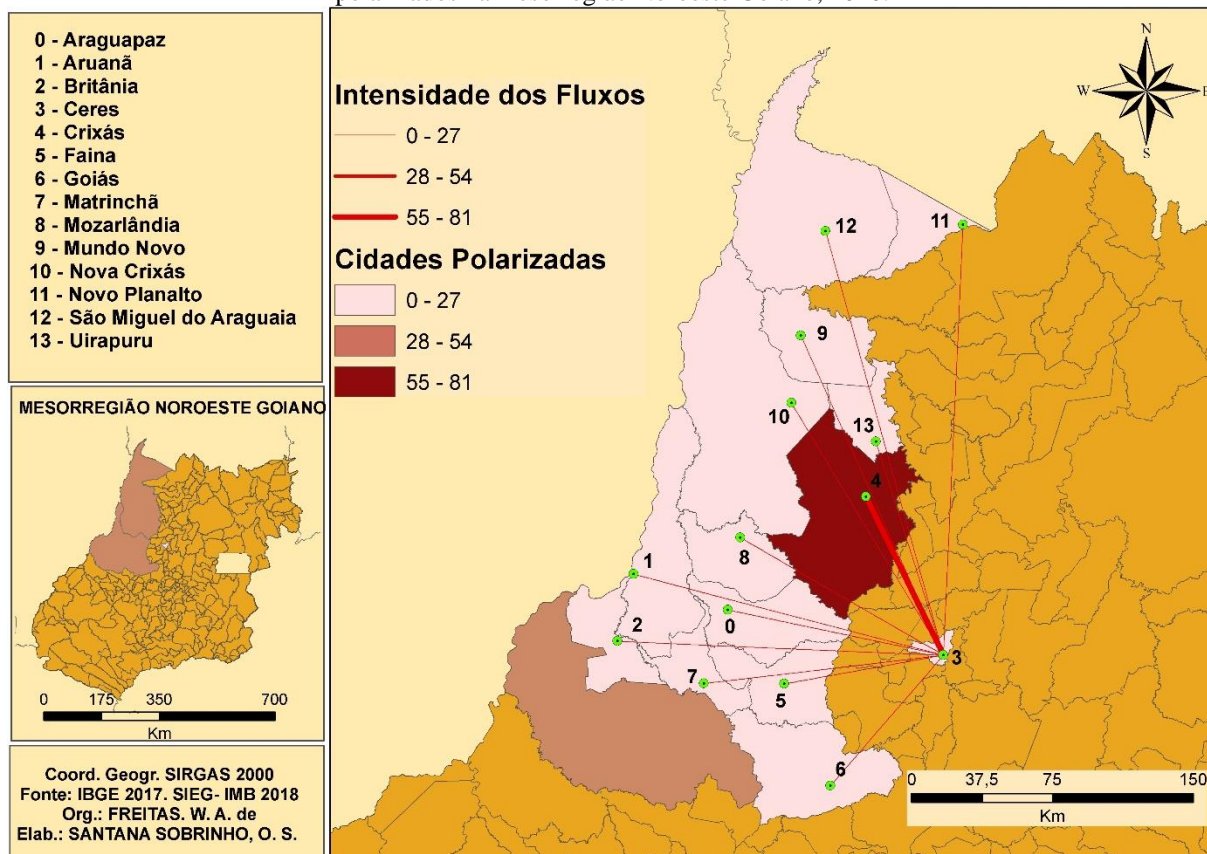 0 - Araguapaz
1 - Aruanã
2 - Britânia
3 - Ceres
4 - Crixás
5 - Faina
6 - Goiás
7 - Matrinchã
8 - Mozarlândia
9 - Mundo Novo
10 - Nova Crixás
11 - Novo Planalto
12 - São Miguel do Araguaia
13 - Uirapuru
MESORREGIÃO NOROESTE GOIANO
0 175 350 700
Km
Coord. Geogr. SIRGAS 2000
Fonte: IBGE 2017. SIEG- IMB 2018
Org.: FREITAS. W. A. de
Elab.: SANTANA SOBRINHO, O. S.
Intensidade dos Fluxos
0 - 27
28 - 54
55 - 81
Cidades Polarizadas
0 - 27
28 - 54
55 - 81
N
W E
S
12
11
9
10
13
4
8
1
0
2
3
7
5
6
0 37,5 75 150
Km